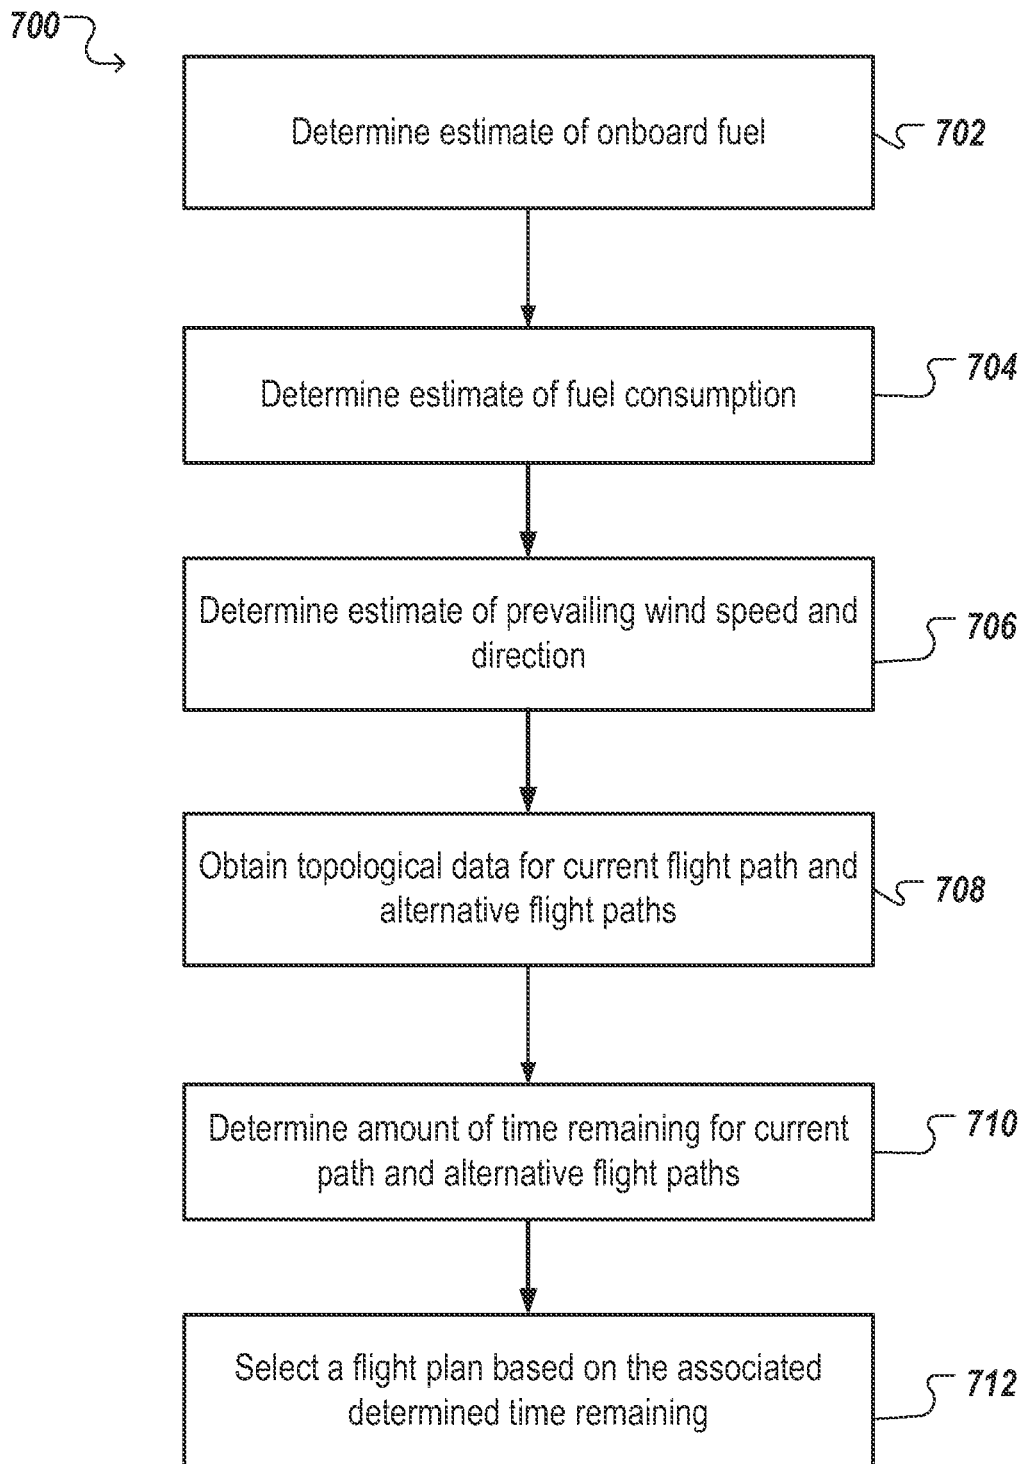 700
Determine estimate of onboard fuel
702
Determine estimate of fuel consumption
704
Determine estimate of prevailing wind speed and
direction
706
Obtain topological data for current flight path and
alternative flight paths
708
Determine amount of time remaining for current
path and alternative flight paths
710
Select a flight plan based on the associated
determined time remaining
712